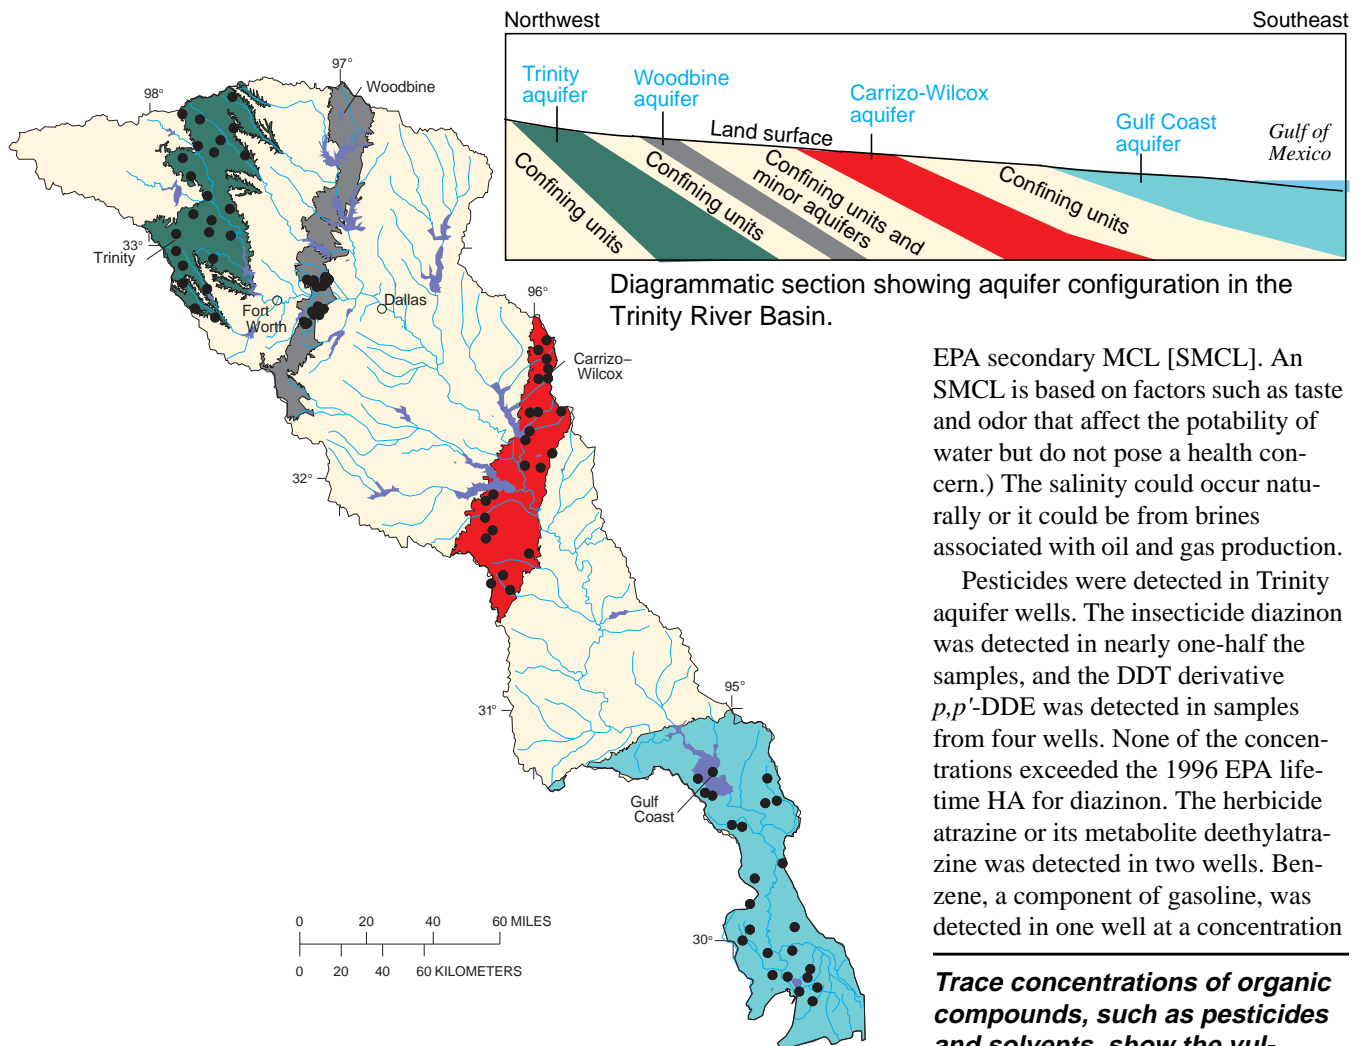 Northwest
Southeast
Trinity
aquifer
Woodbine
aquifer
Carrizo-Wilcox
aquifer
Gulf Coast
aquifer
Gulf of
Mexico
Land surface
Confining units
Confining units
Confining units and
minor aquifers
Confining units
Diagrammatic section showing aquifer configuration in the
Trinity River Basin.
98°
97°
Woodbine
33°
Trinity
Fort
Worth
Dallas
96°
Carrizo–
Wilcox
32°
31°
95°
Gulf
Coast
30°
0 20 40 60 MILES
0 20 40 60 KILOMETERS
EPA secondary MCL [SMCL]. An
SMCL is based on factors such as taste
and odor that affect the potability of
water but do not pose a health con-
cern.) The salinity could occur natu-
rally or it could be from brines
associated with oil and gas production.
Pesticides were detected in Trinity
aquifer wells. The insecticide diazinon
was detected in nearly one-half the
samples, and the DDT derivative
p,p'-DDE was detected in samples
from four wells. None of the concen-
trations exceeded the 1996 EPA life-
time HA for diazinon. The herbicide
atrazine or its metabolite deethylatra-
zine was detected in two wells. Ben-
zene, a component of gasoline, was
detected in one well at a concentration
Trace concentrations of organic
compounds, such as pesticides
and solvents, show the vul-